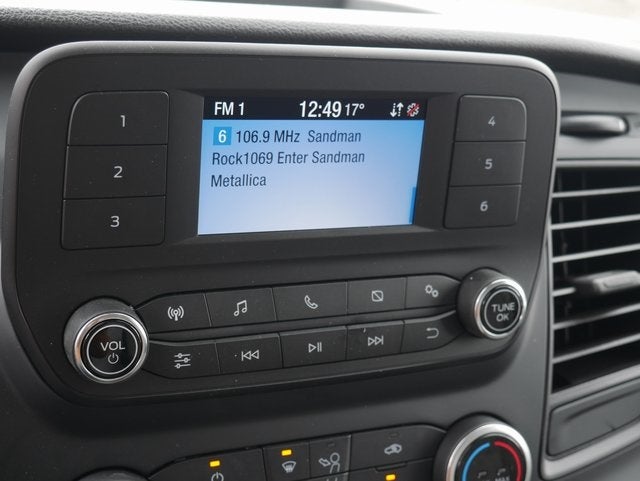 FM 1 12:49 17°
6 106.9 MHz Sandman
Rock1069 Enter Sandman
Metallica
1
2
3
4
5
6
VOL
TUNE
OK